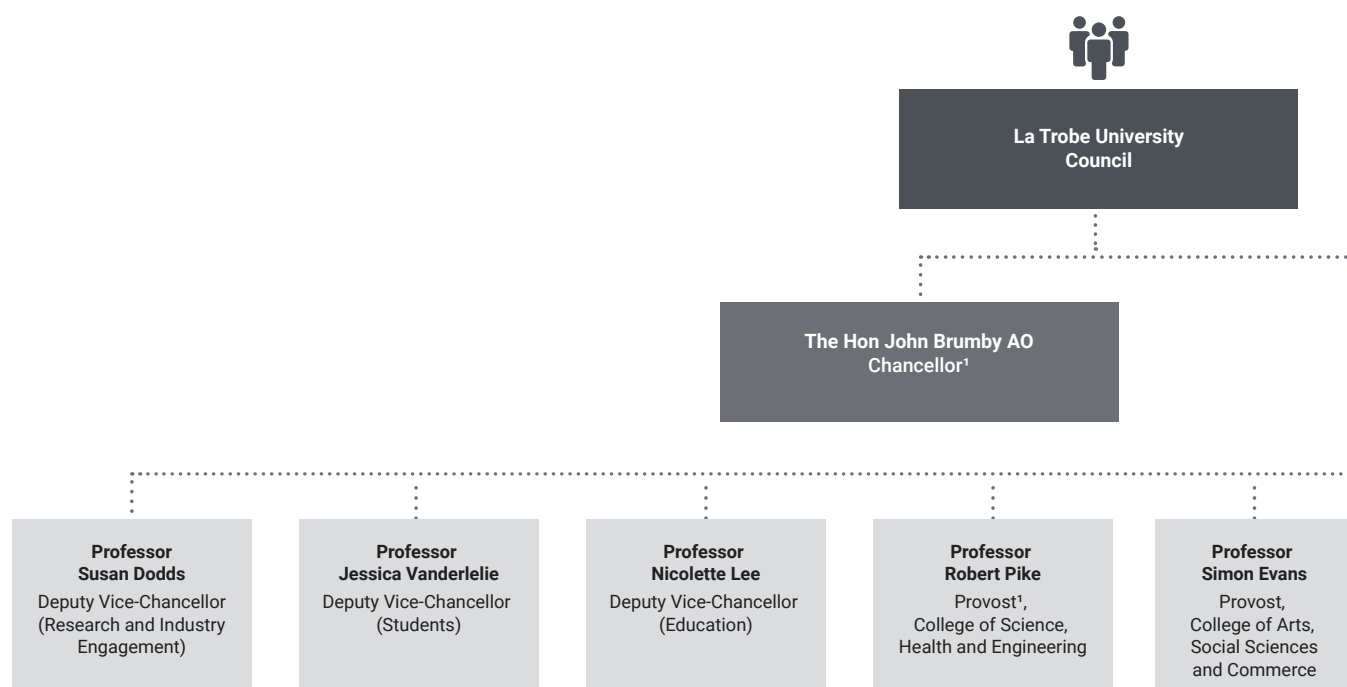 La Trobe University
Council
The Hon John Brumby AO
Chancellor¹
Professor
Susan Dodds
Deputy Vice-Chancellor
(Research and Industry
Engagement)
Professor
Jessica Vanderlelie
Deputy Vice-Chancellor
(Students)
Professor
Nicolette Lee
Deputy Vice-Chancellor
(Education)
Professor
Robert Pike
Provost¹,
College of Science,
Health and Engineering
Professor
Simon Evans
Provost,
College of Arts,
Social Sciences
and Commerce